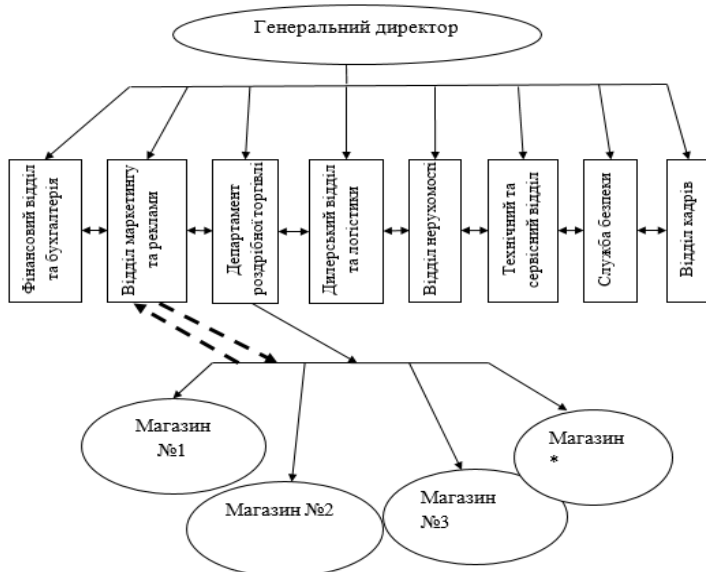 Генеральний директор
Фінансовий відділ
та бухгалтерія
Відділ маркетингу
та реклами
Департамент
роздрібної торгівлі
Дилерський відділ
та логістики
Відділ нерухомості
Технічний та
сервісний відділ
Служба безпеки
Відділ кадрів
Магазин
№1
Магазин №2
Магазин
№3
Магазин
*